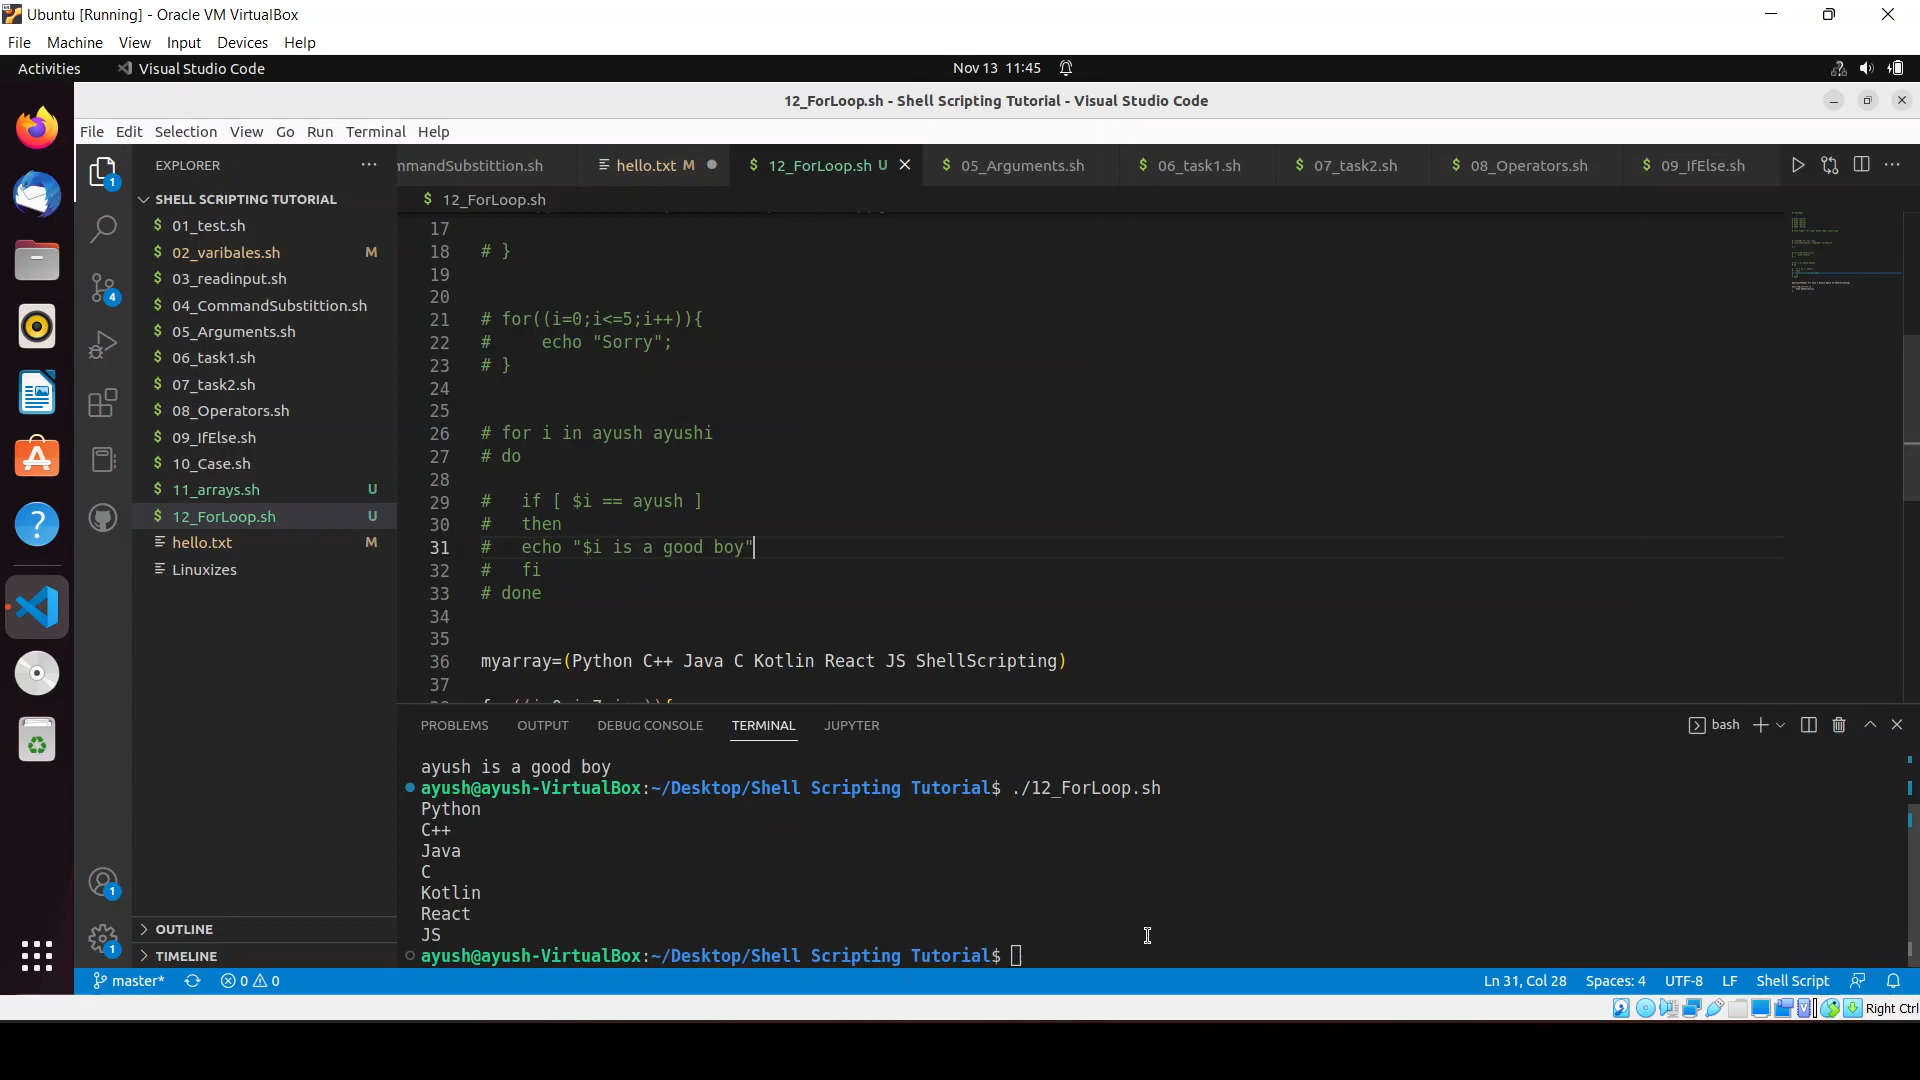 Ubuntu [Running] - Oracle VM VirtualBox
File Machine View Input Devices Help
Activities Visual Studio Code Nov 13 11:45
12_ForLoop.sh - Shell Scripting Tutorial - Visual Studio Code
File Edit Selection View Go Run Terminal Help
EXPLORER
mmandSubstittion.sh hello.txt M 12_ForLoop.sh U 05_Arguments.sh 06_task1.sh 07_task2.sh 08_Operators.sh 09_IfElse.sh
SHELL SCRIPTING TUTORIAL
$ 01_test.sh
$ 02_varibales.sh M
$ 03_readinput.sh
$ 04_CommandSubstittion.sh
$ 05_Arguments.sh
$ 06_task1.sh
$ 07_task2.sh
$ 08_Operators.sh
$ 09_IfElse.sh
$ 10_Case.sh
$ 11_arrays.sh U
$ 12_ForLoop.sh U
hello.txt M
Linuxizes
OUTLINE
TIMELINE
1
4
1
1
$ 12_ForLoop.sh
17
18 # }
19
20
21 # for((i=0;i<=5;i++)){
22 #     echo "Sorry";
23 # }
24
25
26 # for i in ayush ayushi
27 # do
28
29 #   if [ $i == ayush ]
30 #   then
31 #   echo "$i is a good boy"
32 #   fi
33 # done
34
35
36 myarray=(Python C++ Java C Kotlin React JS ShellScripting)
37
PROBLEMS OUTPUT DEBUG CONSOLE TERMINAL JUPYTER bash
ayush is a good boy
ayush@ayush-VirtualBox:~/Desktop/Shell Scripting Tutorial$ ./12_ForLoop.sh
Python
C++
Java
C
Kotlin
React
JS
ayush@ayush-VirtualBox:~/Desktop/Shell Scripting Tutorial$
master* 0 0 Ln 31, Col 28 Spaces: 4 UTF-8 LF Shell Script
Right Ctrl